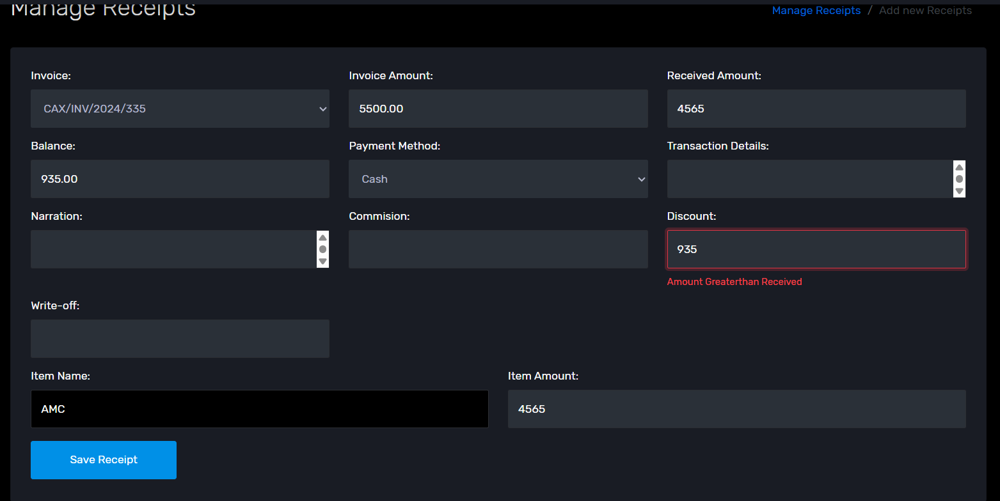 Manage Receipts
Manage Receipts / Add new Receipts
Invoice:
Invoice Amount:
Received Amount:
CAX/INV/2024/335
5500.00
4565
Balance:
Payment Method:
Transaction Details:
935.00
Cash
Narration:
Commision:
Discount:
935
Amount Greaterthan Received
Write-off:
Item Name:
Item Amount:
AMC
4565
Save Receipt